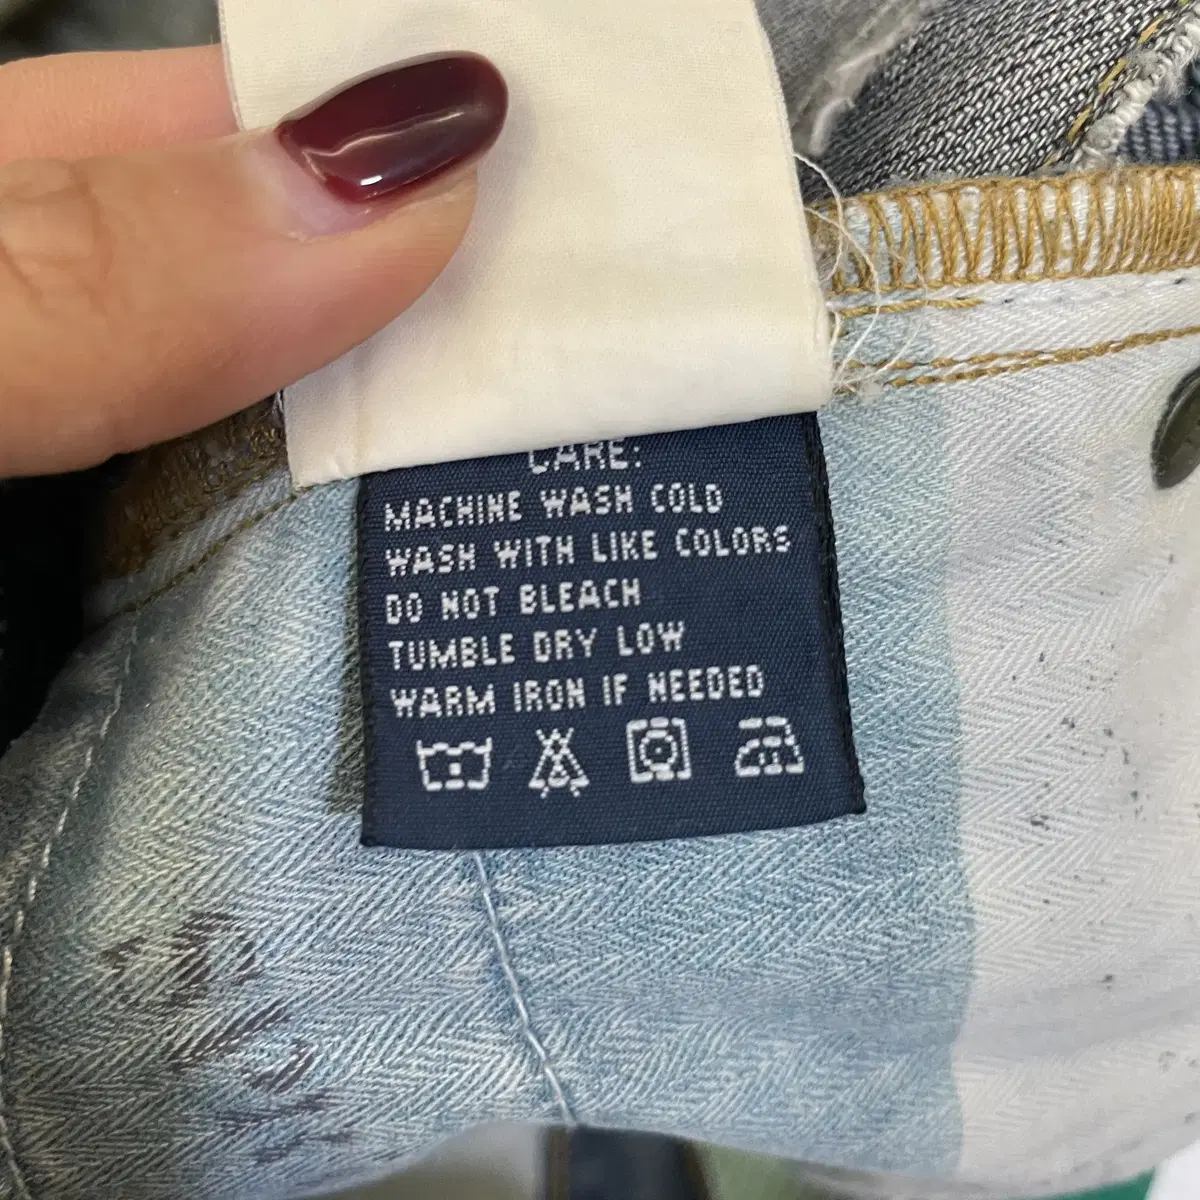 CARE:
MACHINE WASH COLD
WASH WITH LIKE COLORS
DO NOT BLEACH
TUMBLE DRY LOW
WARM IRON IF NEEDED